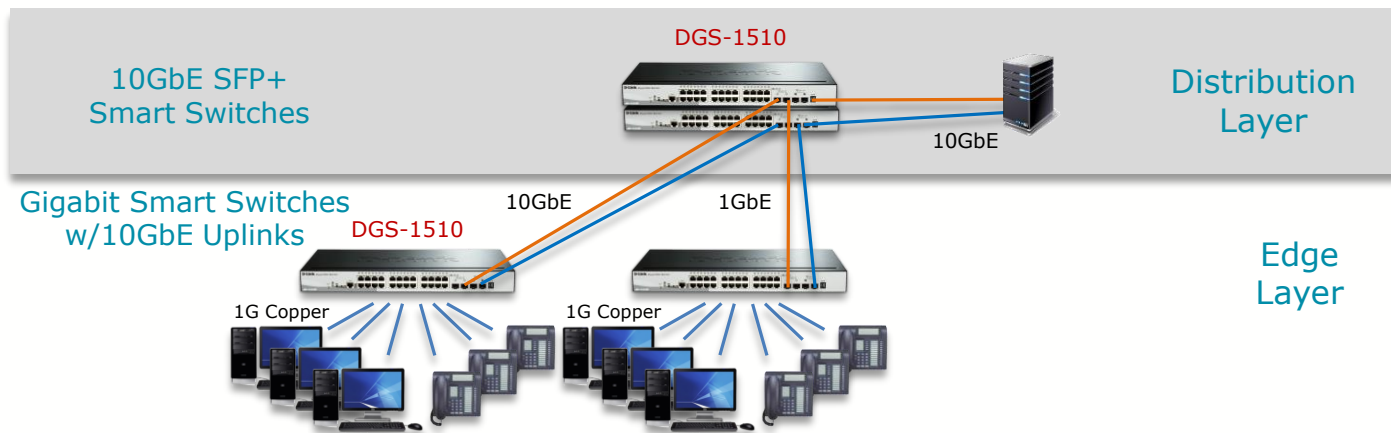 DGS-1510
10GbE SFP+
Smart Switches
Distribution
Layer
10GbE
Gigabit Smart Switches
w/10GbE Uplinks
10GbE
1GbE
DGS-1510
Edge
Layer
1G Copper
1G Copper